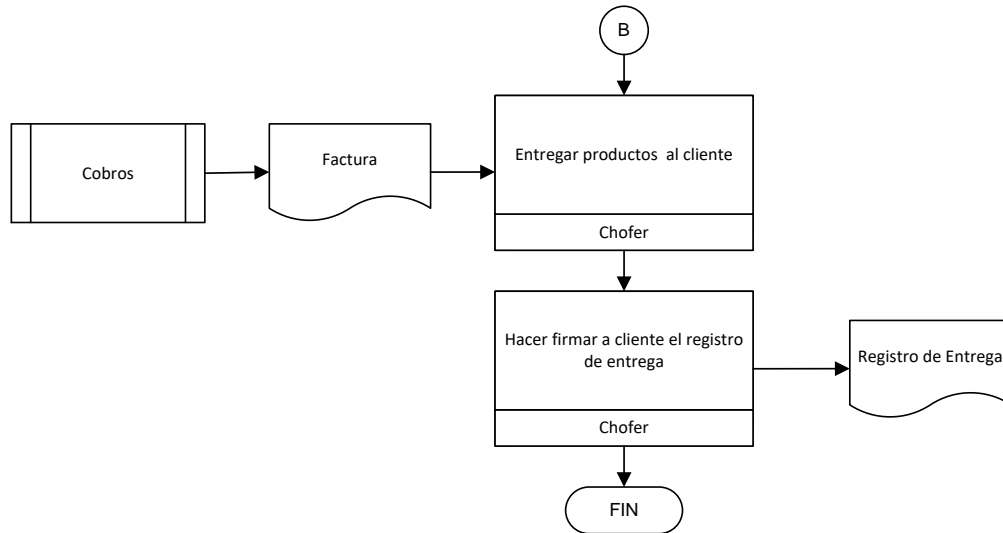 B
Cobros
Factura
Entregar productos al cliente
Chofer
Hacer firmar a cliente el registro
de entrega
Chofer
Registro de Entrega
FIN